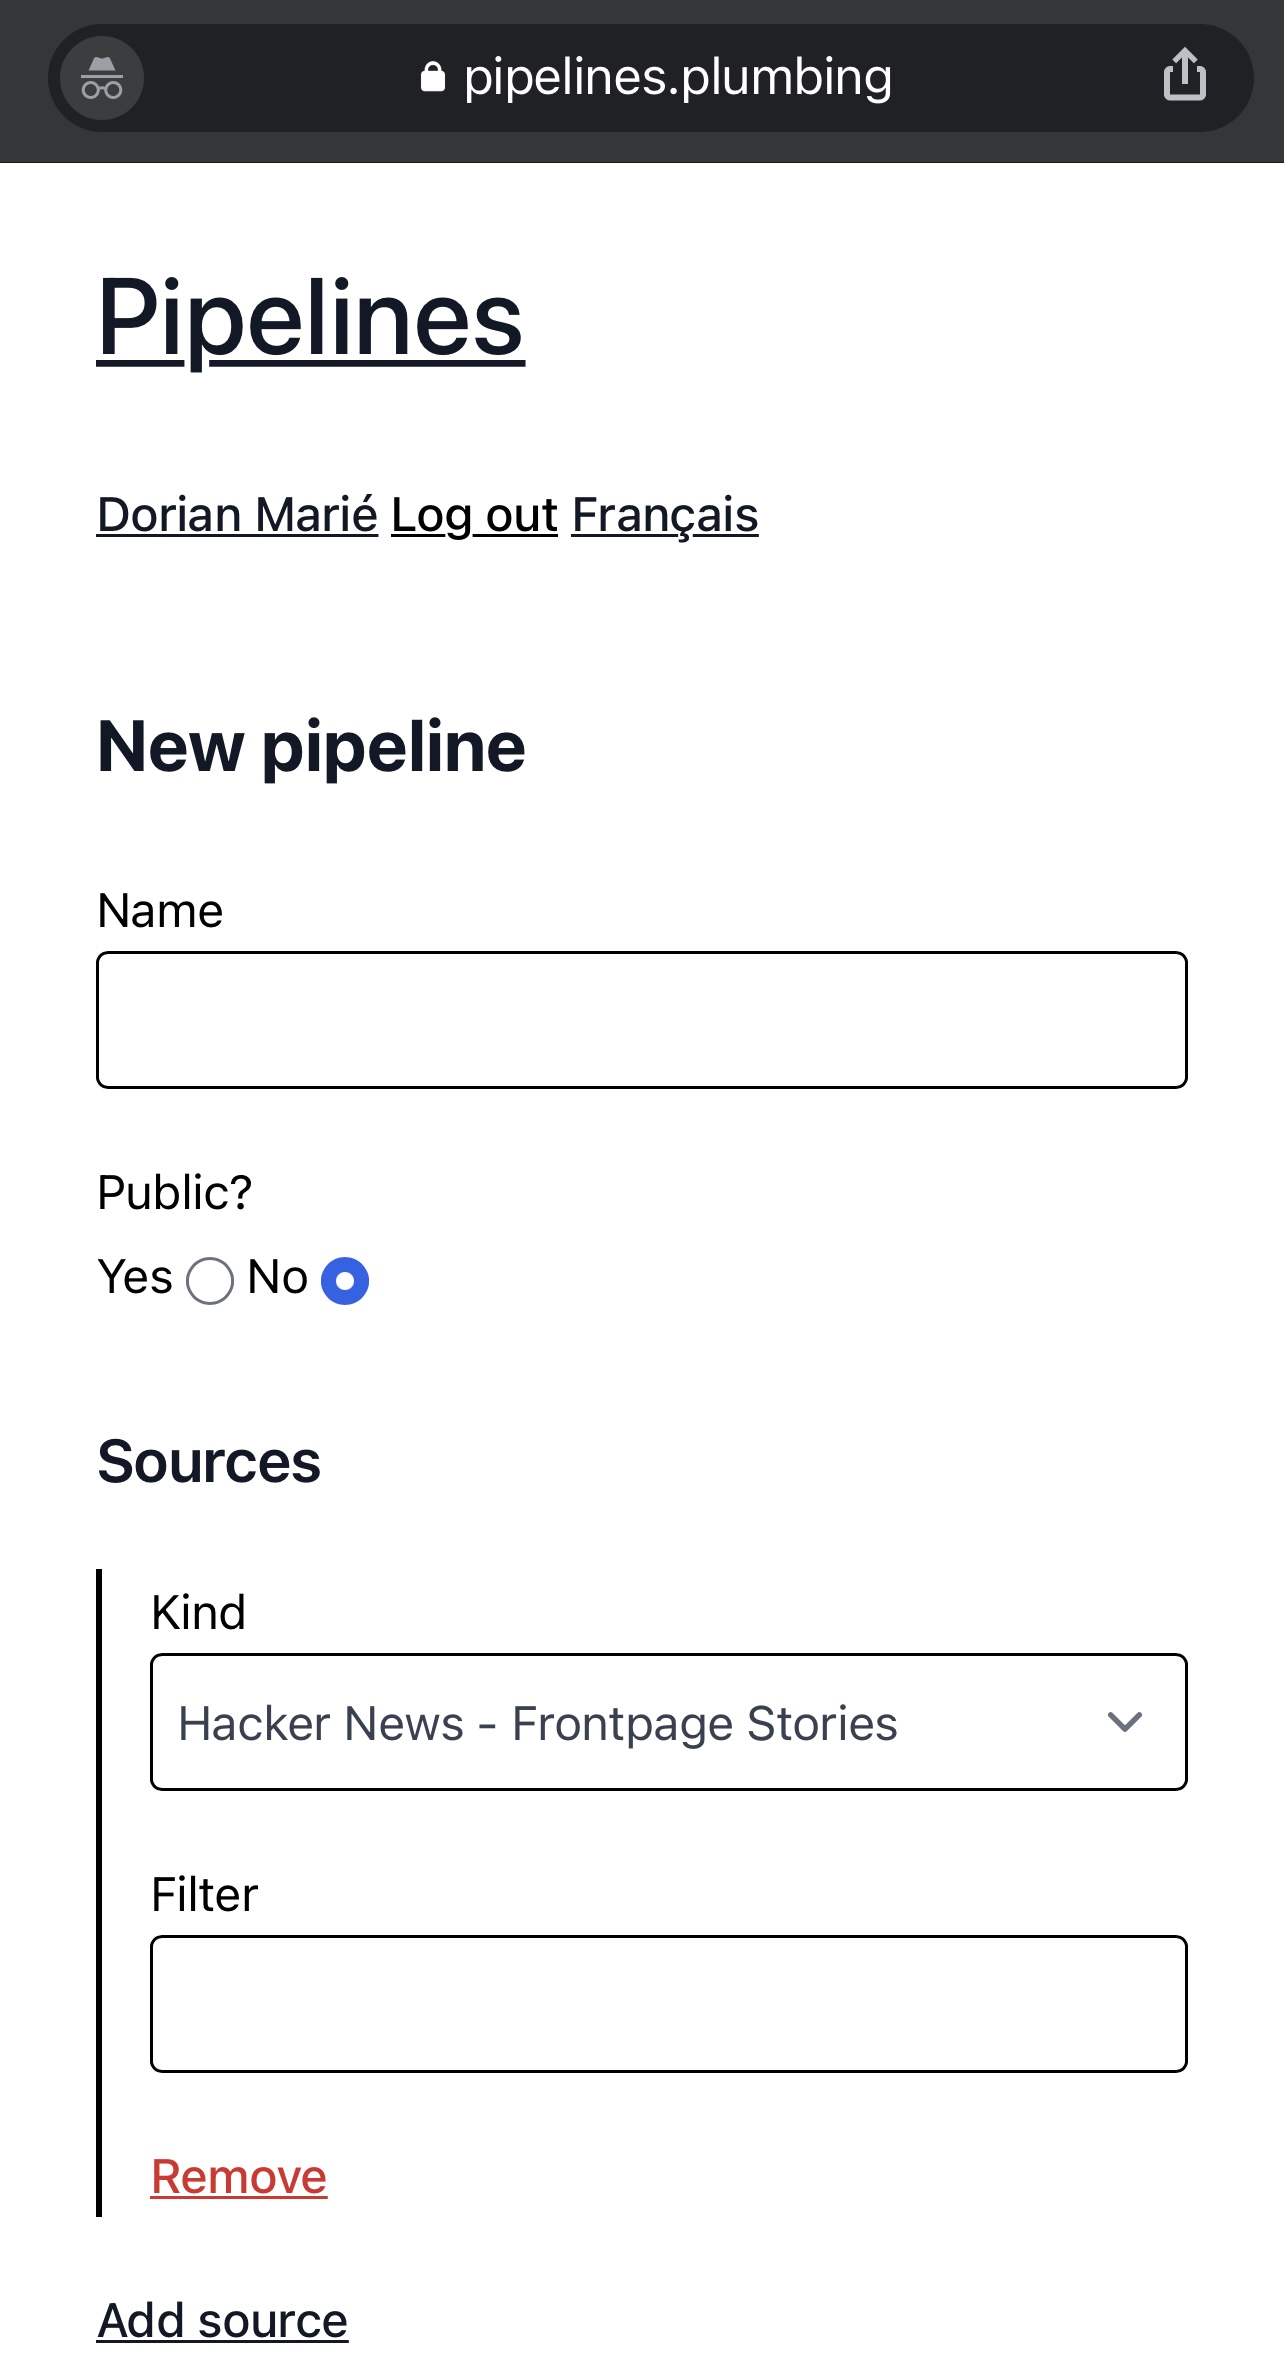 pipelines.plumbing
Pipelines
Dorian Marié Log out Français
New pipeline
Name
Public?
Yes No
Sources
Kind
Hacker News - Frontpage Stories
Filter
Remove
Add source